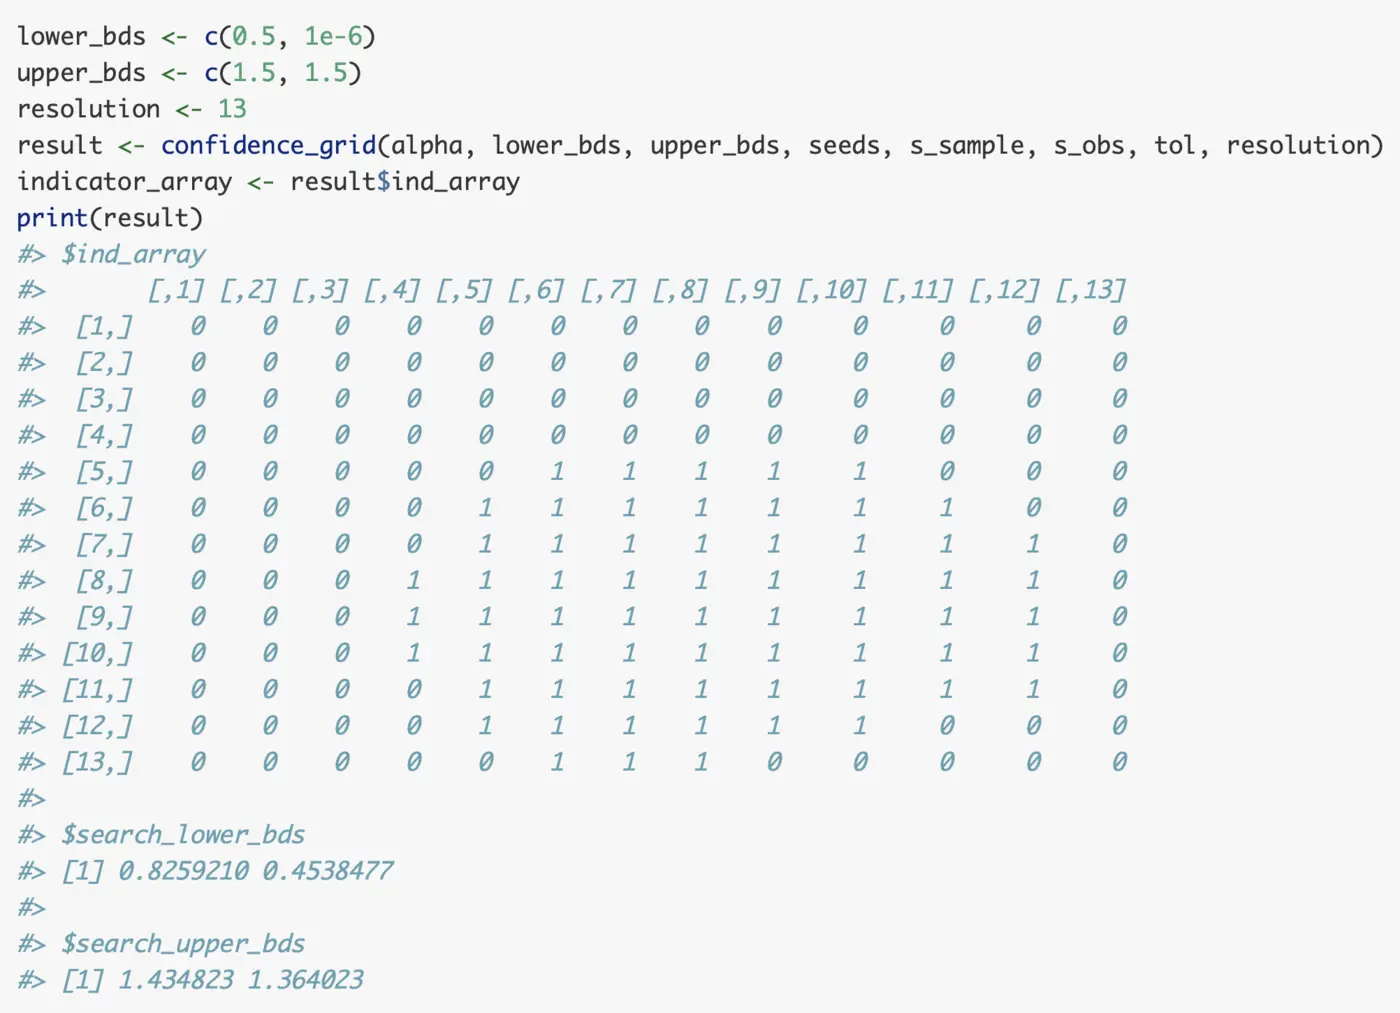 lower_bds <- c(0.5, 1e-6)
upper_bds <- c(1.5, 1.5)
resolution <- 13
result <- confidence_grid(alpha, lower_bds, upper_bds, seeds, s_sample, s_obs, tol, resolution)
indicator_array <- result$ind_array
print(result)
#> $ind_array
#>       [,1] [,2] [,3] [,4] [,5] [,6] [,7] [,8] [,9] [,10] [,11] [,12] [,13]
#>  [1,]    0    0    0    0    0    0    0    0    0     0     0     0     0
#>  [2,]    0    0    0    0    0    0    0    0    0     0     0     0     0
#>  [3,]    0    0    0    0    0    0    0    0    0     0     0     0     0
#>  [4,]    0    0    0    0    0    0    0    0    0     0     0     0     0
#>  [5,]    0    0    0    0    0    1    1    1    1     1     0     0     0
#>  [6,]    0    0    0    0    1    1    1    1    1     1     1     0     0
#>  [7,]    0    0    0    0    1    1    1    1    1     1     1     1     0
#>  [8,]    0    0    0    1    1    1    1    1    1     1     1     1     0
#>  [9,]    0    0    0    1    1    1    1    1    1     1     1     1     0
#> [10,]    0    0    0    1    1    1    1    1    1     1     1     1     0
#> [11,]    0    0    0    0    1    1    1    1    1     1     1     1     0
#> [12,]    0    0    0    0    1    1    1    1    1     1     0     0     0
#> [13,]    0    0    0    0    0    1    1    1    0     0     0     0     0
#>
#> $search_lower_bds
#> [1] 0.8259210 0.4538477
#>
#> $search_upper_bds
#> [1] 1.434823 1.364023